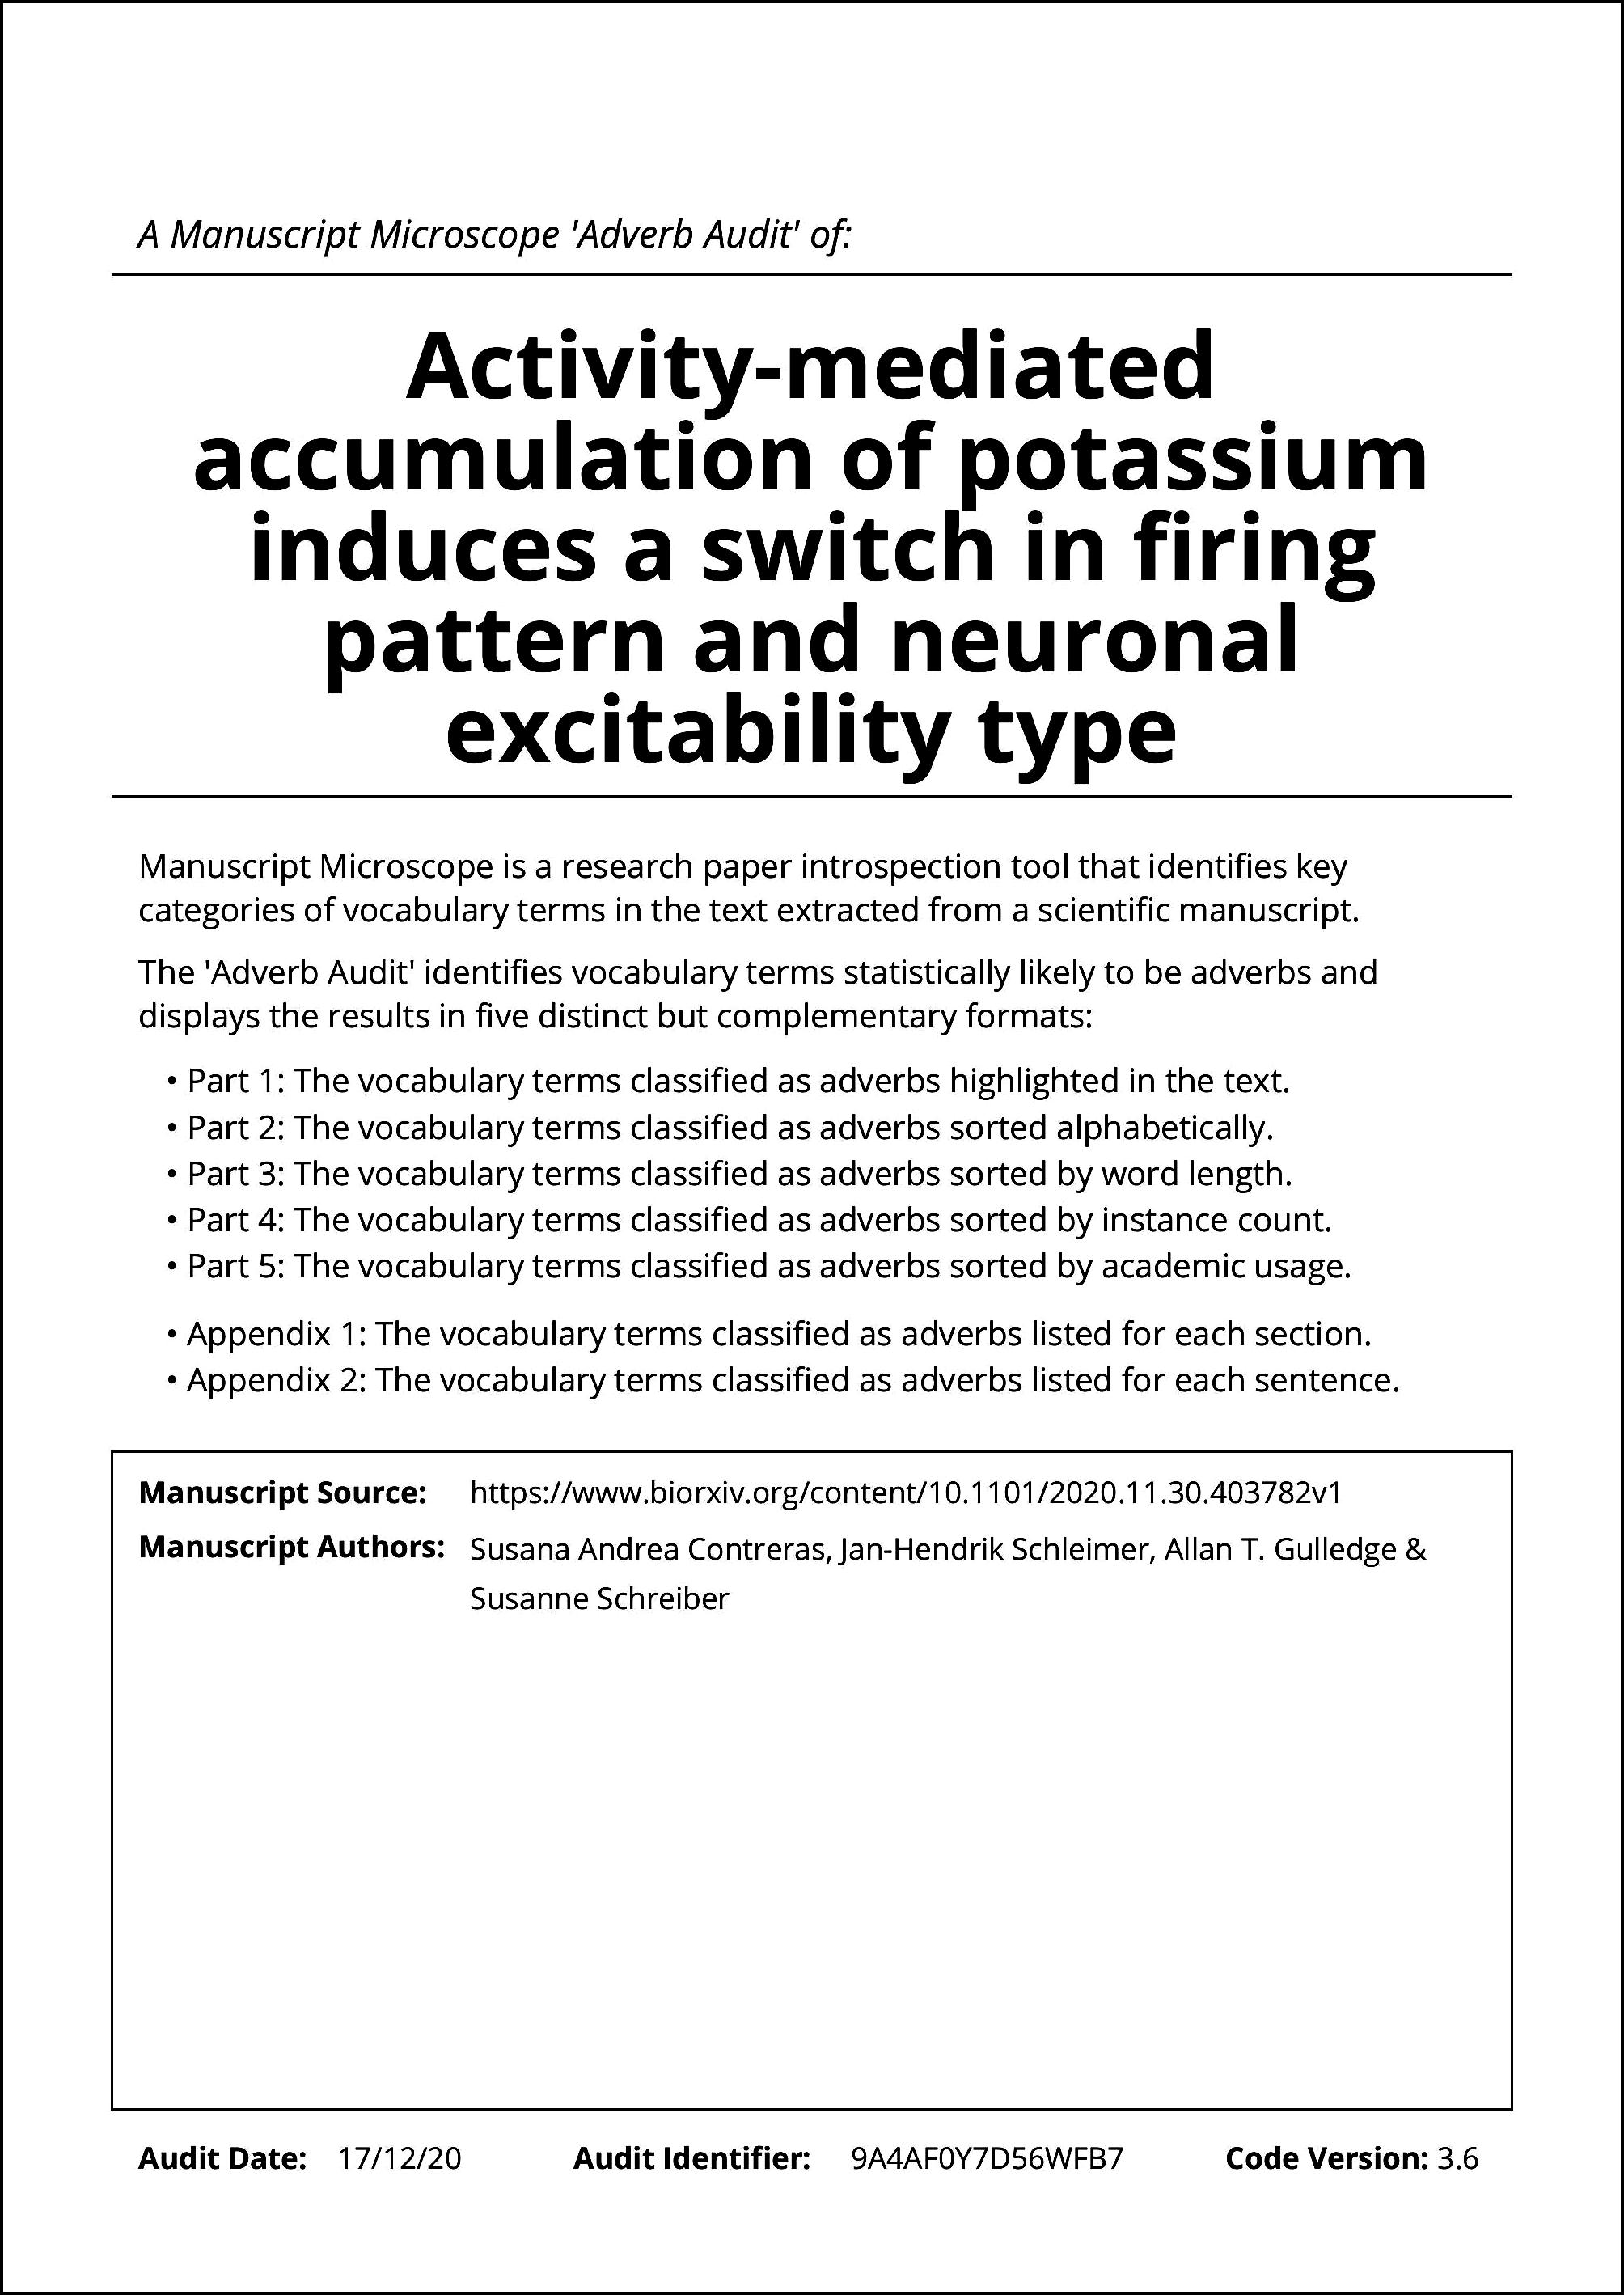 A Manuscript Microscope 'Adverb Audit' of:
Activity-mediated
accumulation of potassium
induces a switch in firing
pattern and neuronal
excitability type
Manuscript Microscope is a research paper introspection tool that identifies key
categories of vocabulary terms in the text extracted from a scientific manuscript.
The 'Adverb Audit' identifies vocabulary terms statistically likely to be adverbs and
displays the results in five distinct but complementary formats:
• Part 1: The vocabulary terms classified as adverbs highlighted in the text.
• Part 2: The vocabulary terms classified as adverbs sorted alphabetically.
• Part 3: The vocabulary terms classified as adverbs sorted by word length.
• Part 4: The vocabulary terms classified as adverbs sorted by instance count.
• Part 5: The vocabulary terms classified as adverbs sorted by academic usage.
• Appendix 1: The vocabulary terms classified as adverbs listed for each section.
• Appendix 2: The vocabulary terms classified as adverbs listed for each sentence.
Manuscript Source: https://www.biorxiv.org/content/10.1101/2020.11.30.403782v1
Manuscript Authors: Susana Andrea Contreras, Jan-Hendrik Schleimer, Allan T. Gulledge &
Susanne Schreiber
Audit Date: 17/12/20 Audit Identifier: 9A4AF0Y7D56WFB7 Code Version: 3.6